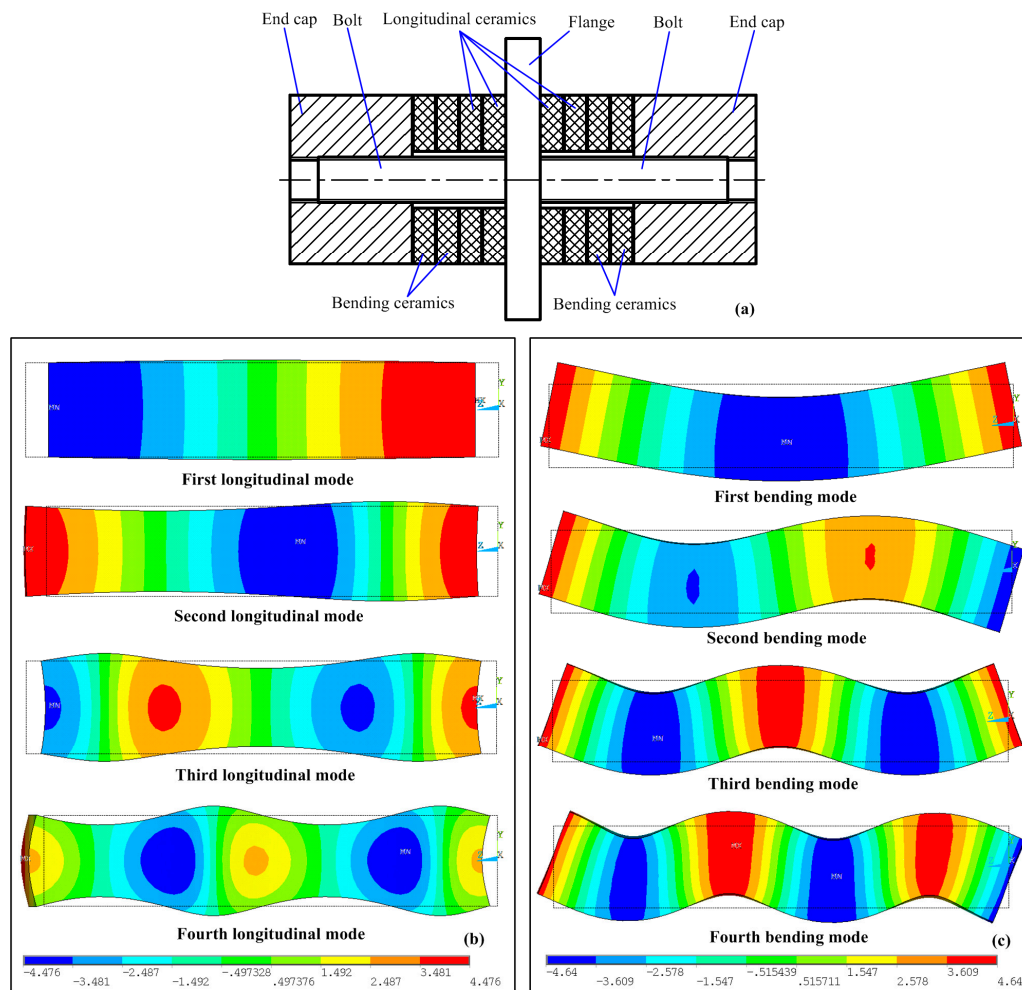 End cap Bolt Longitudinal ceramics Flange Bolt End cap
Bending ceramics Bending ceramics
(a)
MN Y Z X
First longitudinal mode
MX MN Y Z X
Second longitudinal mode
MN Y Z X
Third longitudinal mode
MN Y Z X
Fourth longitudinal mode (b)
-4.476 -2.487 -.497328 1.492 3.481
-3.481 -1.492 .497376 2.487 4.476
MN Y Z X
First bending mode
MX Y Z X
Second bending mode
MN Y Z X
Third bending mode
MX MN Y Z X
Fourth bending mode (c)
-4.64 -2.578 -.515439 1.547 3.609
-3.609 -1.547 .515711 2.578 4.64